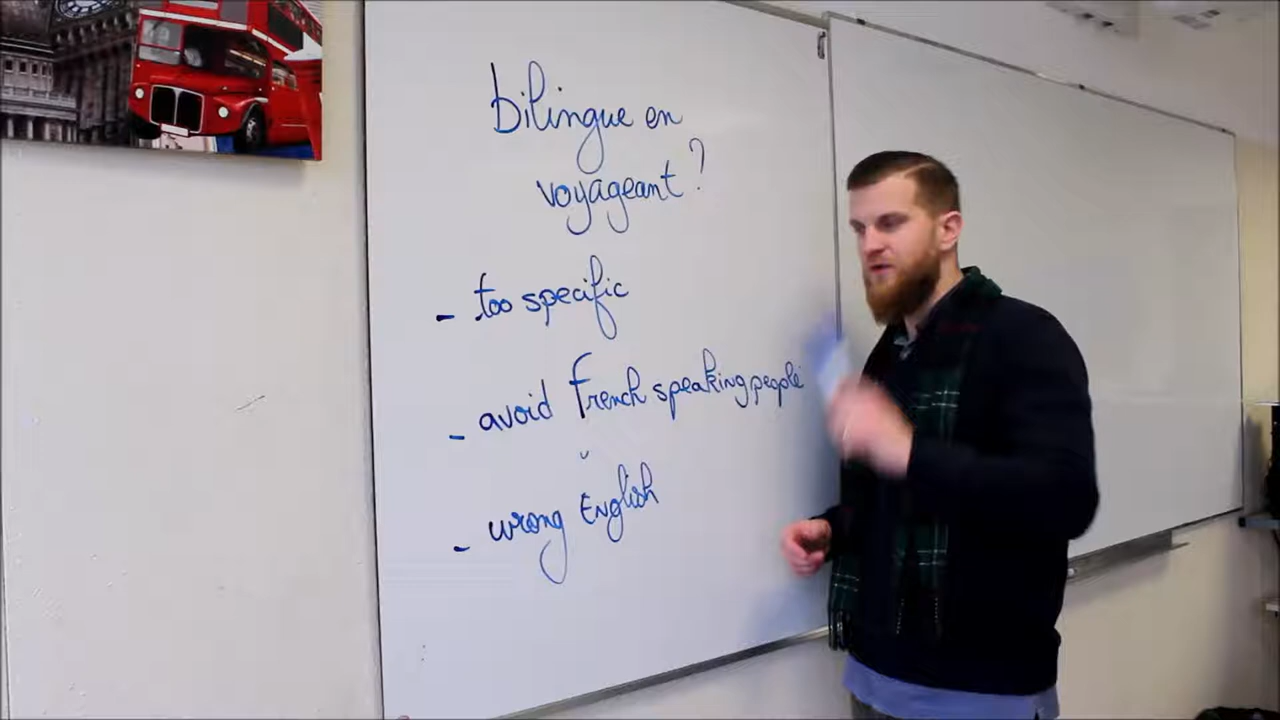 bilingue en
voyageant ?
- too specific
- avoid French speaking people
- wrong English